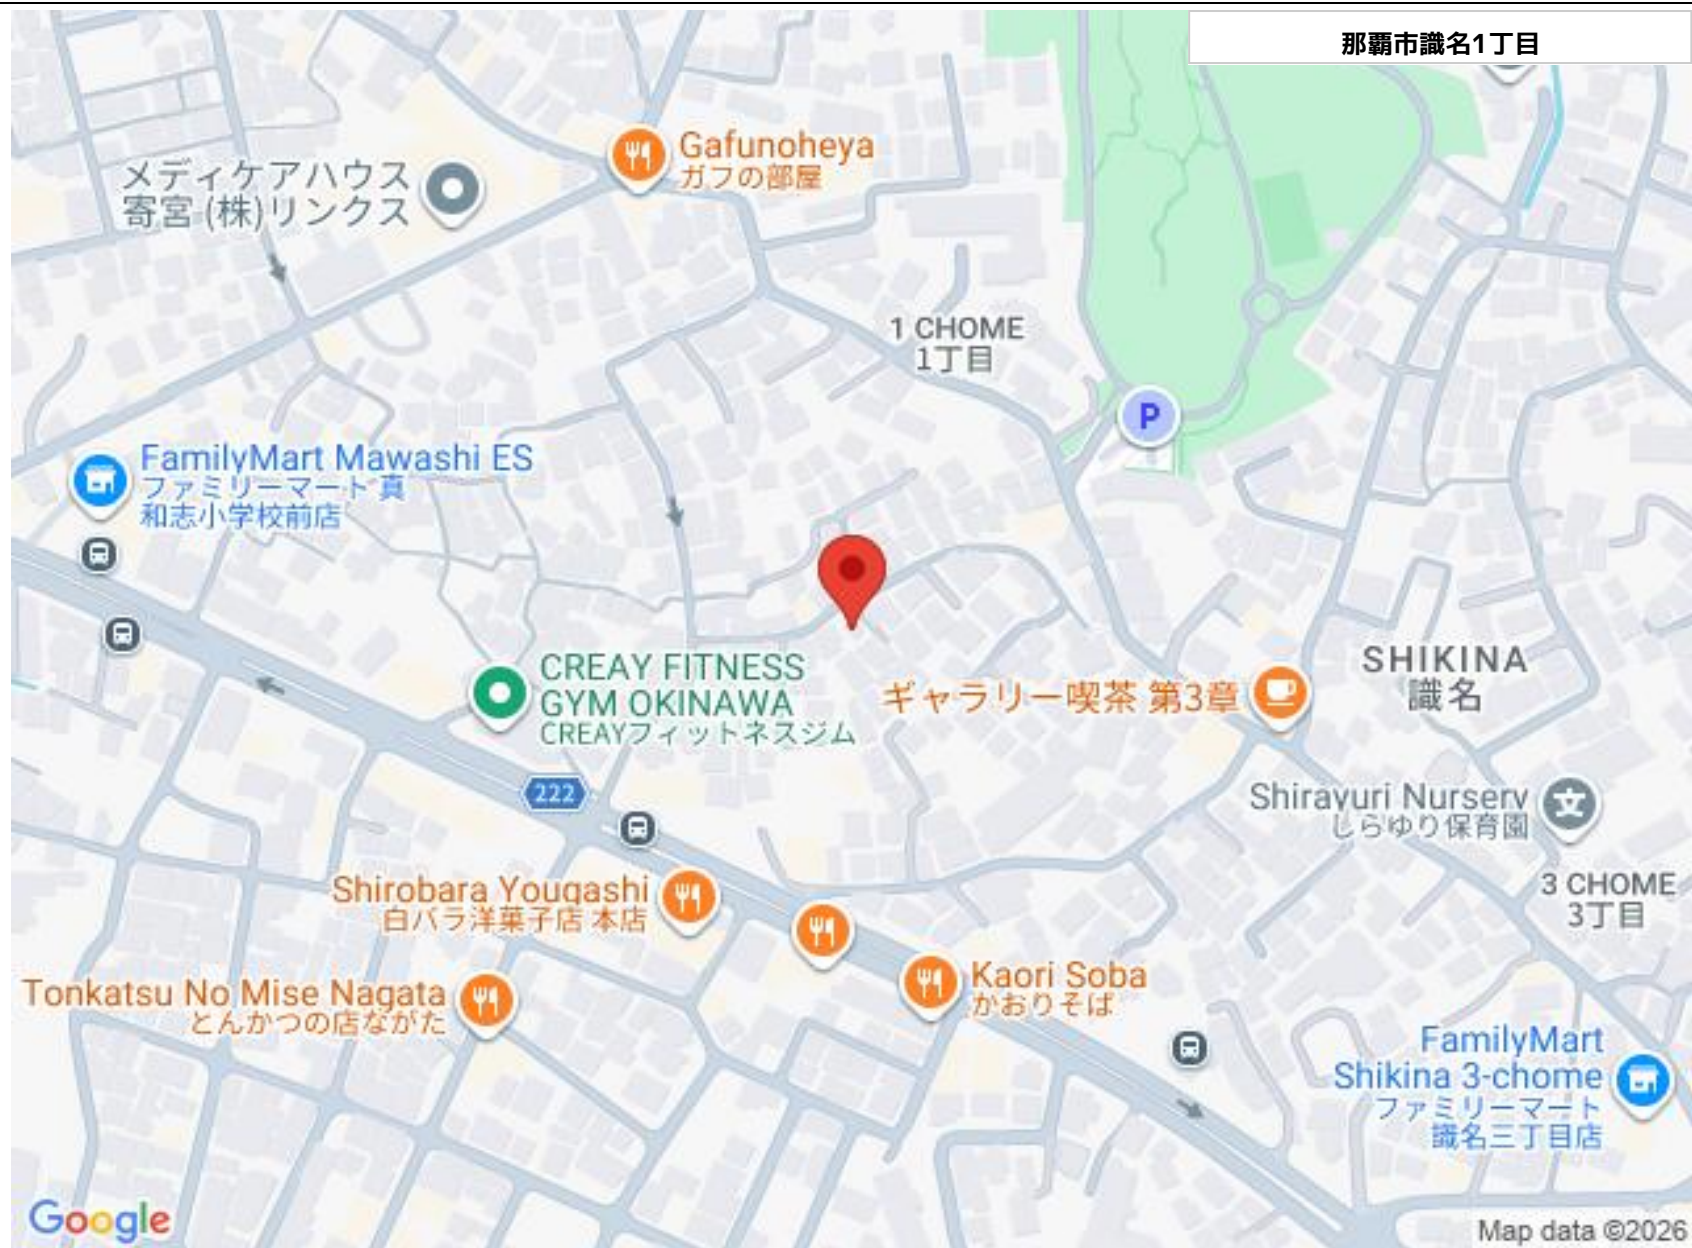 那覇市識名1丁目
Gafunoheya
ガフの部屋
メディケアハウス
寄宮 (株)リンクス
1 CHOME
1丁目
P
FamilyMart Mawashi ES
ファミリーマート 真
和志小学校前店
CREAY FITNESS
GYM OKINAWA
CREAYフィットネスジム
ギャラリー喫茶 第3章
SHIKINA
識名
222
Shirayuri Nurserv
しらゆり保育園
文
Shirobara Yougashi
白バラ洋菓子店 本店
3 CHOME
3丁目
Tonkatsu No Mise Nagata
とんかつの店ながた
Kaori Soba
かおりそば
FamilyMart
Shikina 3-chome
ファミリーマート
識名三丁目店
Google
Map data ©2026